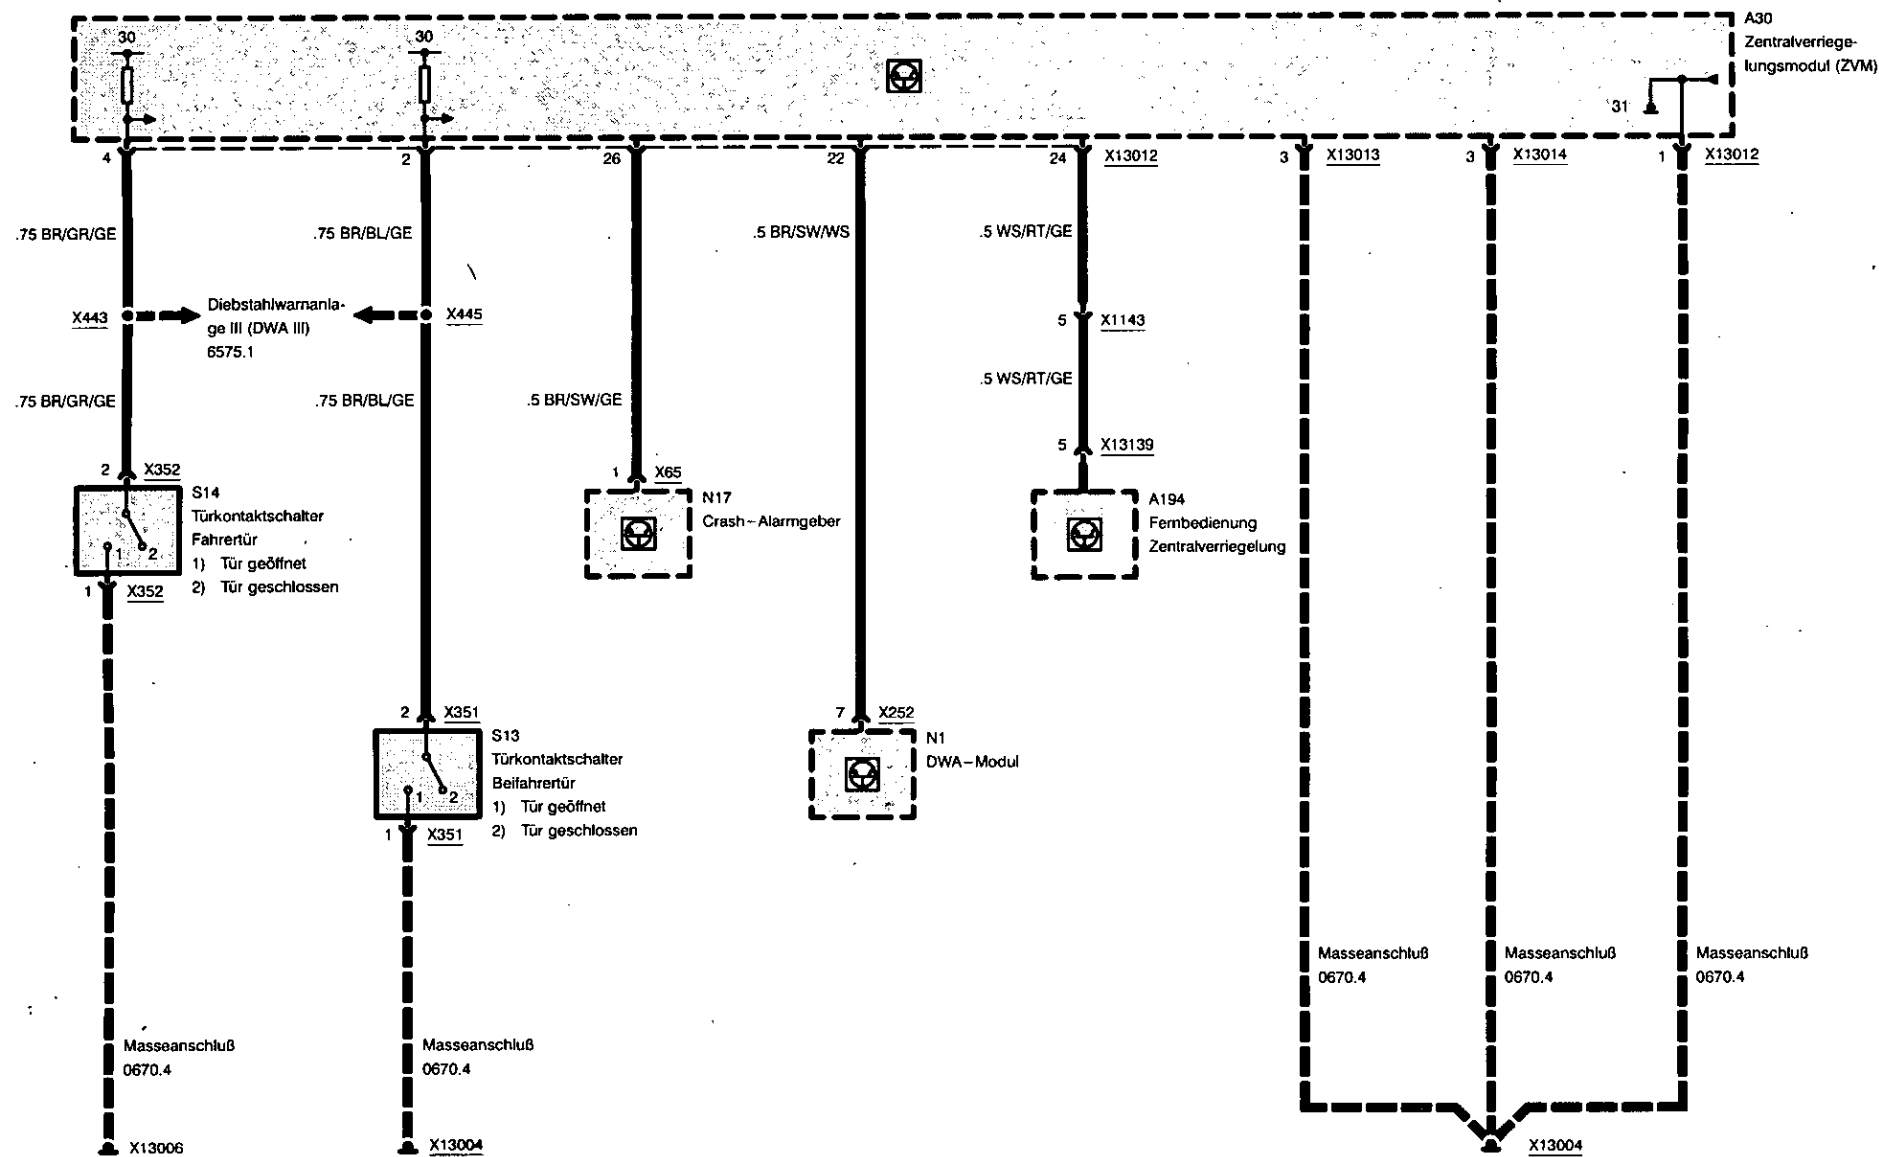 A30
Zentralverriege-
lungsmodul (ZVM)
30
30
31
4
2
26
22
24
X13012
3
X13013
3
X13014
1
X13012
.75 BR/GR/GE
.75 BR/BL/GE
.5 BR/SW/WS
.5 WS/RT/GE
X443
Diebstahlwarnanla-
ge III (DWA III)
6575.1
X445
5
X1143
.75 BR/GR/GE
.75 BR/BL/GE
.5 BR/SW/GE
.5 WS/RT/GE
5
X13139
2
X352
S14
Türkontaktschalter
Fahrertür
1) Tür geöffnet
2) Tür geschlossen
1
2
1
X352
1
X65
N17
Crash–Alarmgeber
A194
Fernbedienung
Zentralverriegelung
2
X351
S13
Türkontaktschalter
Beifahrertür
1) Tür geöffnet
2) Tür geschlossen
1
2
1
X351
7
X252
N1
DWA–Modul
Masseanschluß
0670.4
Masseanschluß
0670.4
Masseanschluß
0670.4
Masseanschluß
0670.4
Masseanschluß
0670.4
X13006
X13004
X13004